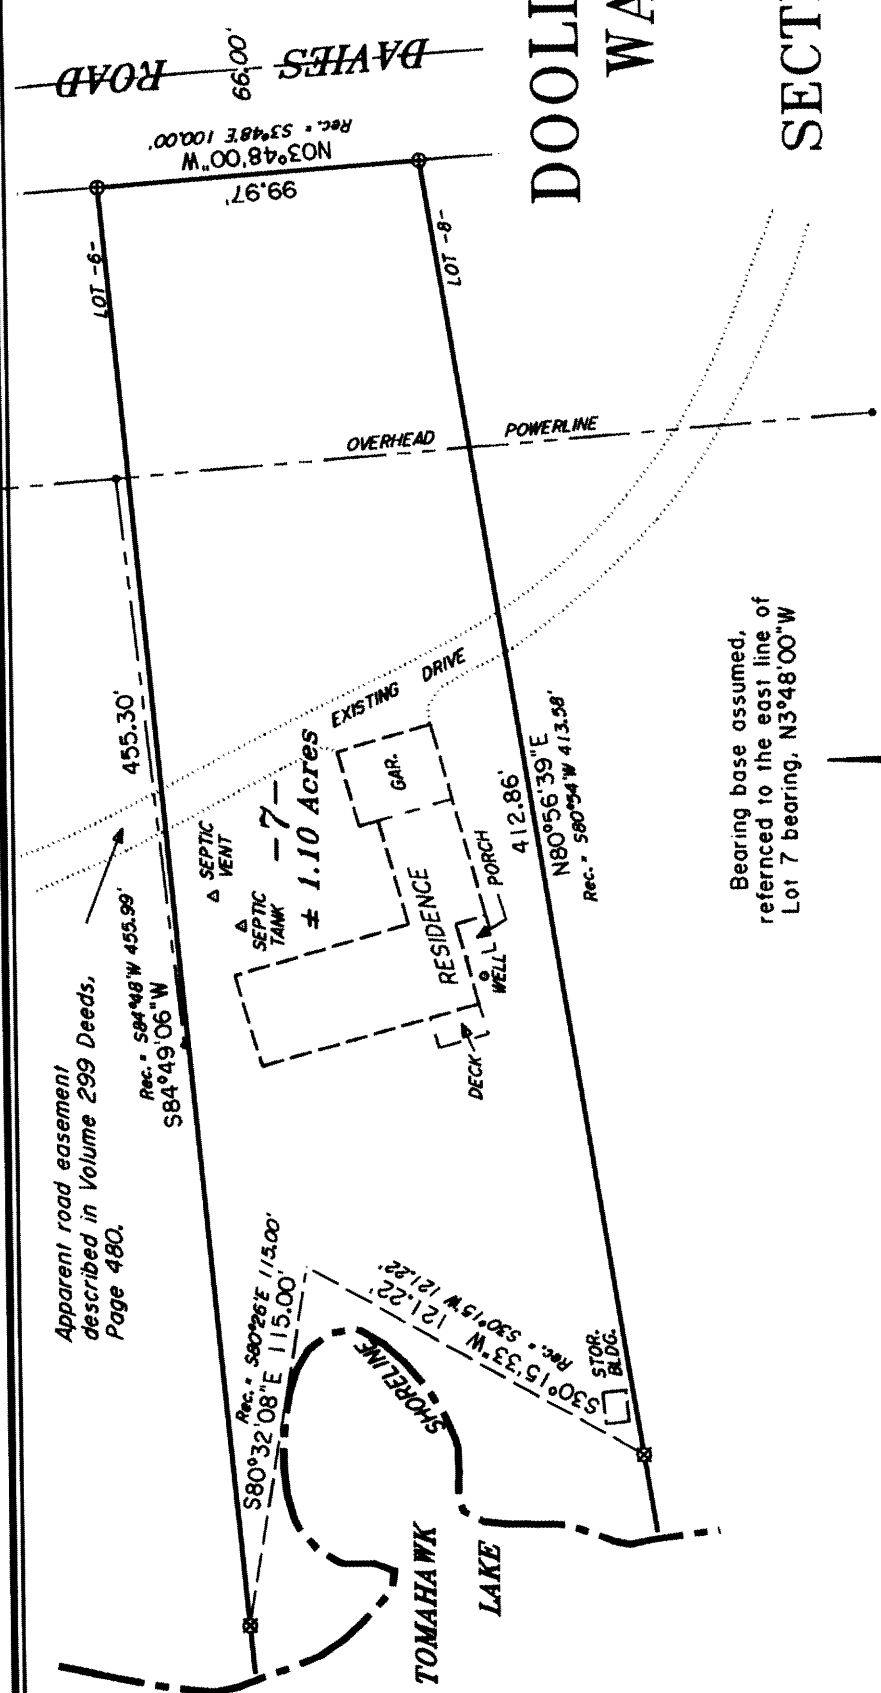 DAVIES ROAD
66.00'
Rec. = S3°48'E 100.00'
N03°48'00"W
99.97'
LOT -6-
LOT -8-
OVERHEAD POWERLINE
455.30'
Rec. = S84°48'W 455.99'
S84°49'06"W
Apparent road easement
described in Volume 299 Deeds,
Page 480.
EXISTING DRIVE
SEPTIC
VENT
SEPTIC
TANK
-7-
± 1.10 Acres
GAR.
RESIDENCE
PORCH
WELL
DECK
412.86'
N80°56'39"E
Rec. = S80°54'W 413.58'
Rec. = S80°26'E 115.00'
S80°32'08"E 115.00'
121.22'
S30°15'33"W
Rec. = S30°15'W 121.22'
STOR.
BLDG.
SHORELINE
TOMAHAWK
LAKE
Bearing base assumed,
refernced to the east line of
Lot 7 bearing, N3°48'00"W
DOOLI
WA
SECTI